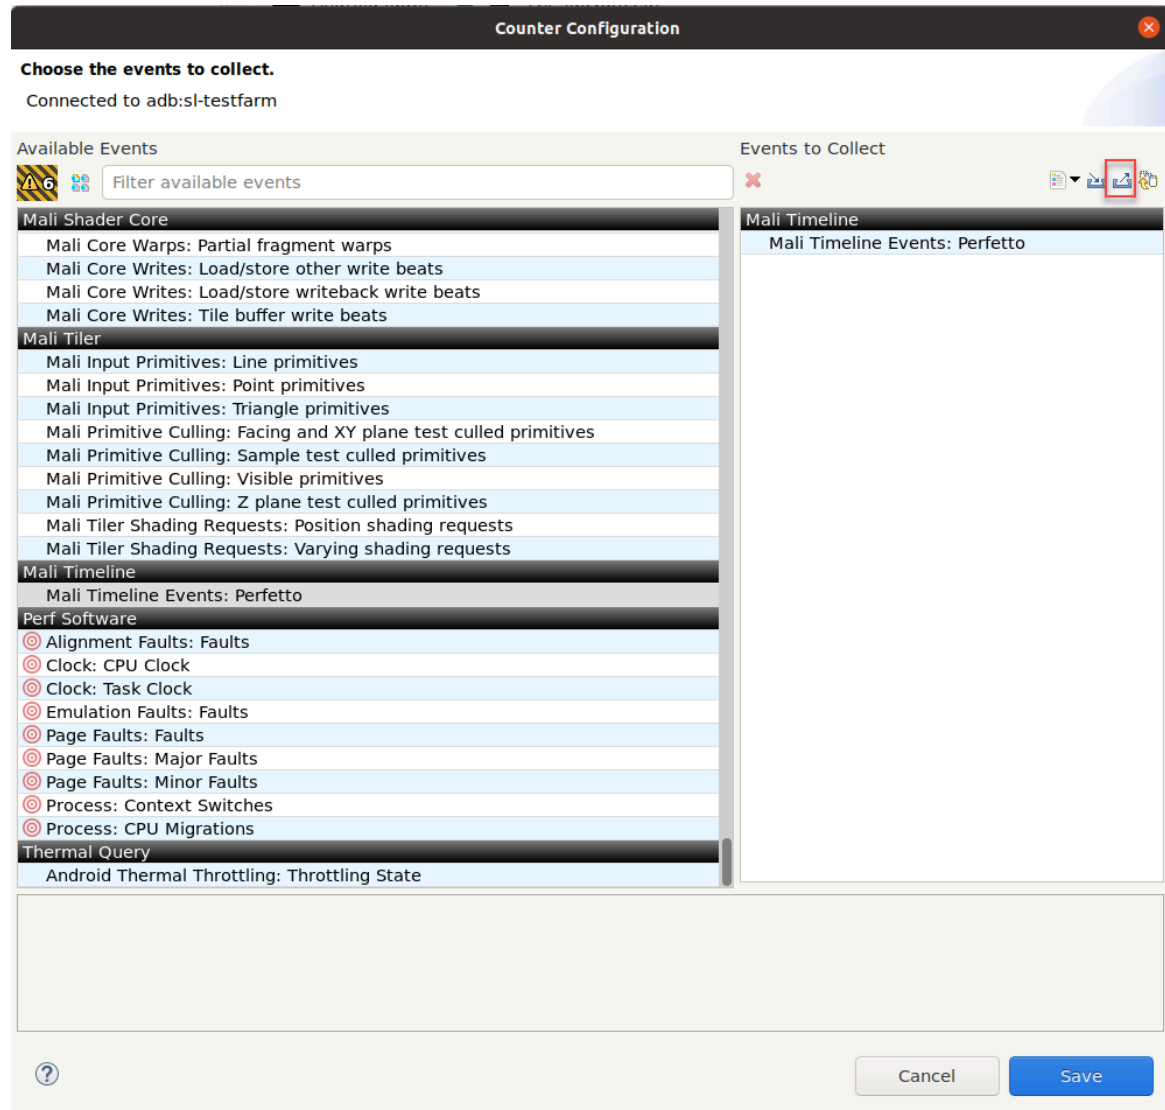 Counter Configuration
Choose the events to collect.
Connected to adb:sl-testfarm
Available Events
Events to Collect
6
Filter available events
Mali Shader Core
Mali Core Warps: Partial fragment warps
Mali Core Writes: Load/store other write beats
Mali Core Writes: Load/store writeback write beats
Mali Core Writes: Tile buffer write beats
Mali Tiler
Mali Input Primitives: Line primitives
Mali Input Primitives: Point primitives
Mali Input Primitives: Triangle primitives
Mali Primitive Culling: Facing and XY plane test culled primitives
Mali Primitive Culling: Sample test culled primitives
Mali Primitive Culling: Visible primitives
Mali Primitive Culling: Z plane test culled primitives
Mali Tiler Shading Requests: Position shading requests
Mali Tiler Shading Requests: Varying shading requests
Mali Timeline
Mali Timeline Events: Perfetto
Perf Software
Alignment Faults: Faults
Clock: CPU Clock
Clock: Task Clock
Emulation Faults: Faults
Page Faults: Faults
Page Faults: Major Faults
Page Faults: Minor Faults
Process: Context Switches
Process: CPU Migrations
Thermal Query
Android Thermal Throttling: Throttling State
Mali Timeline
Mali Timeline Events: Perfetto
?
Cancel
Save